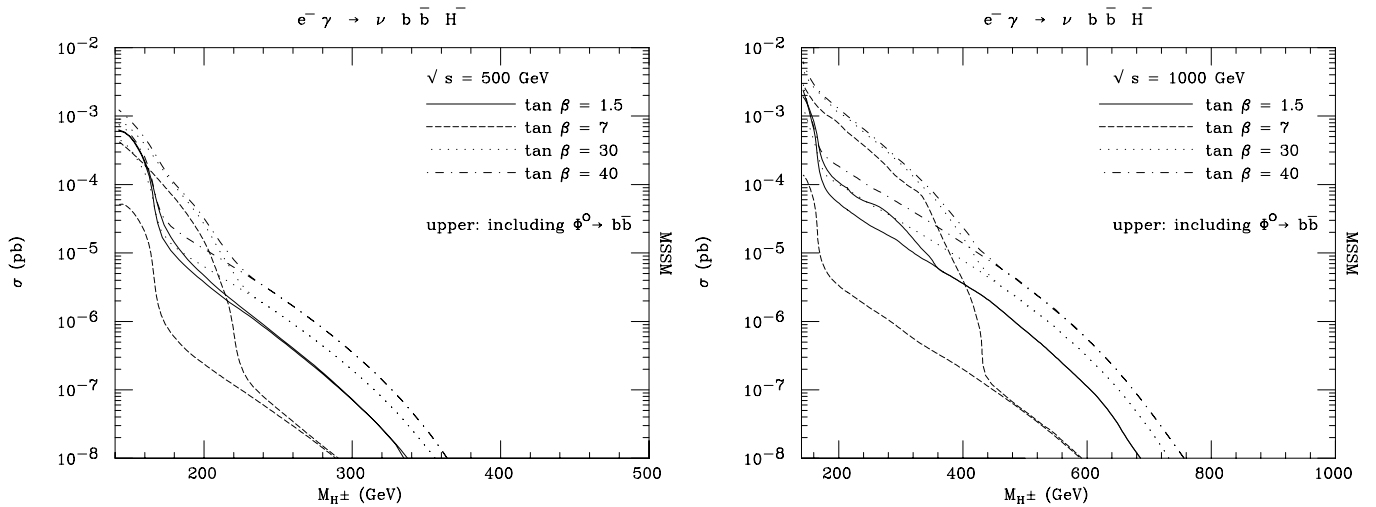 e⁻ γ → ν b b̄ H⁻
10⁻²
10⁻³
10⁻⁴
10⁻⁵
10⁻⁶
10⁻⁷
10⁻⁸
σ (pb)
√ s = 500 GeV
tan β = 1.5
tan β = 7
tan β = 30
tan β = 40
upper: including Φ⁰→ bb̄
MSSM
200 300 400 500
M_H± (GeV)
e⁻ γ → ν b b̄ H⁻
10⁻²
10⁻³
10⁻⁴
10⁻⁵
10⁻⁶
10⁻⁷
10⁻⁸
σ (pb)
√ s = 1000 GeV
tan β = 1.5
tan β = 7
tan β = 30
tan β = 40
upper: including Φ⁰→ bb̄
MSSM
200 400 600 800 1000
M_H± (GeV)